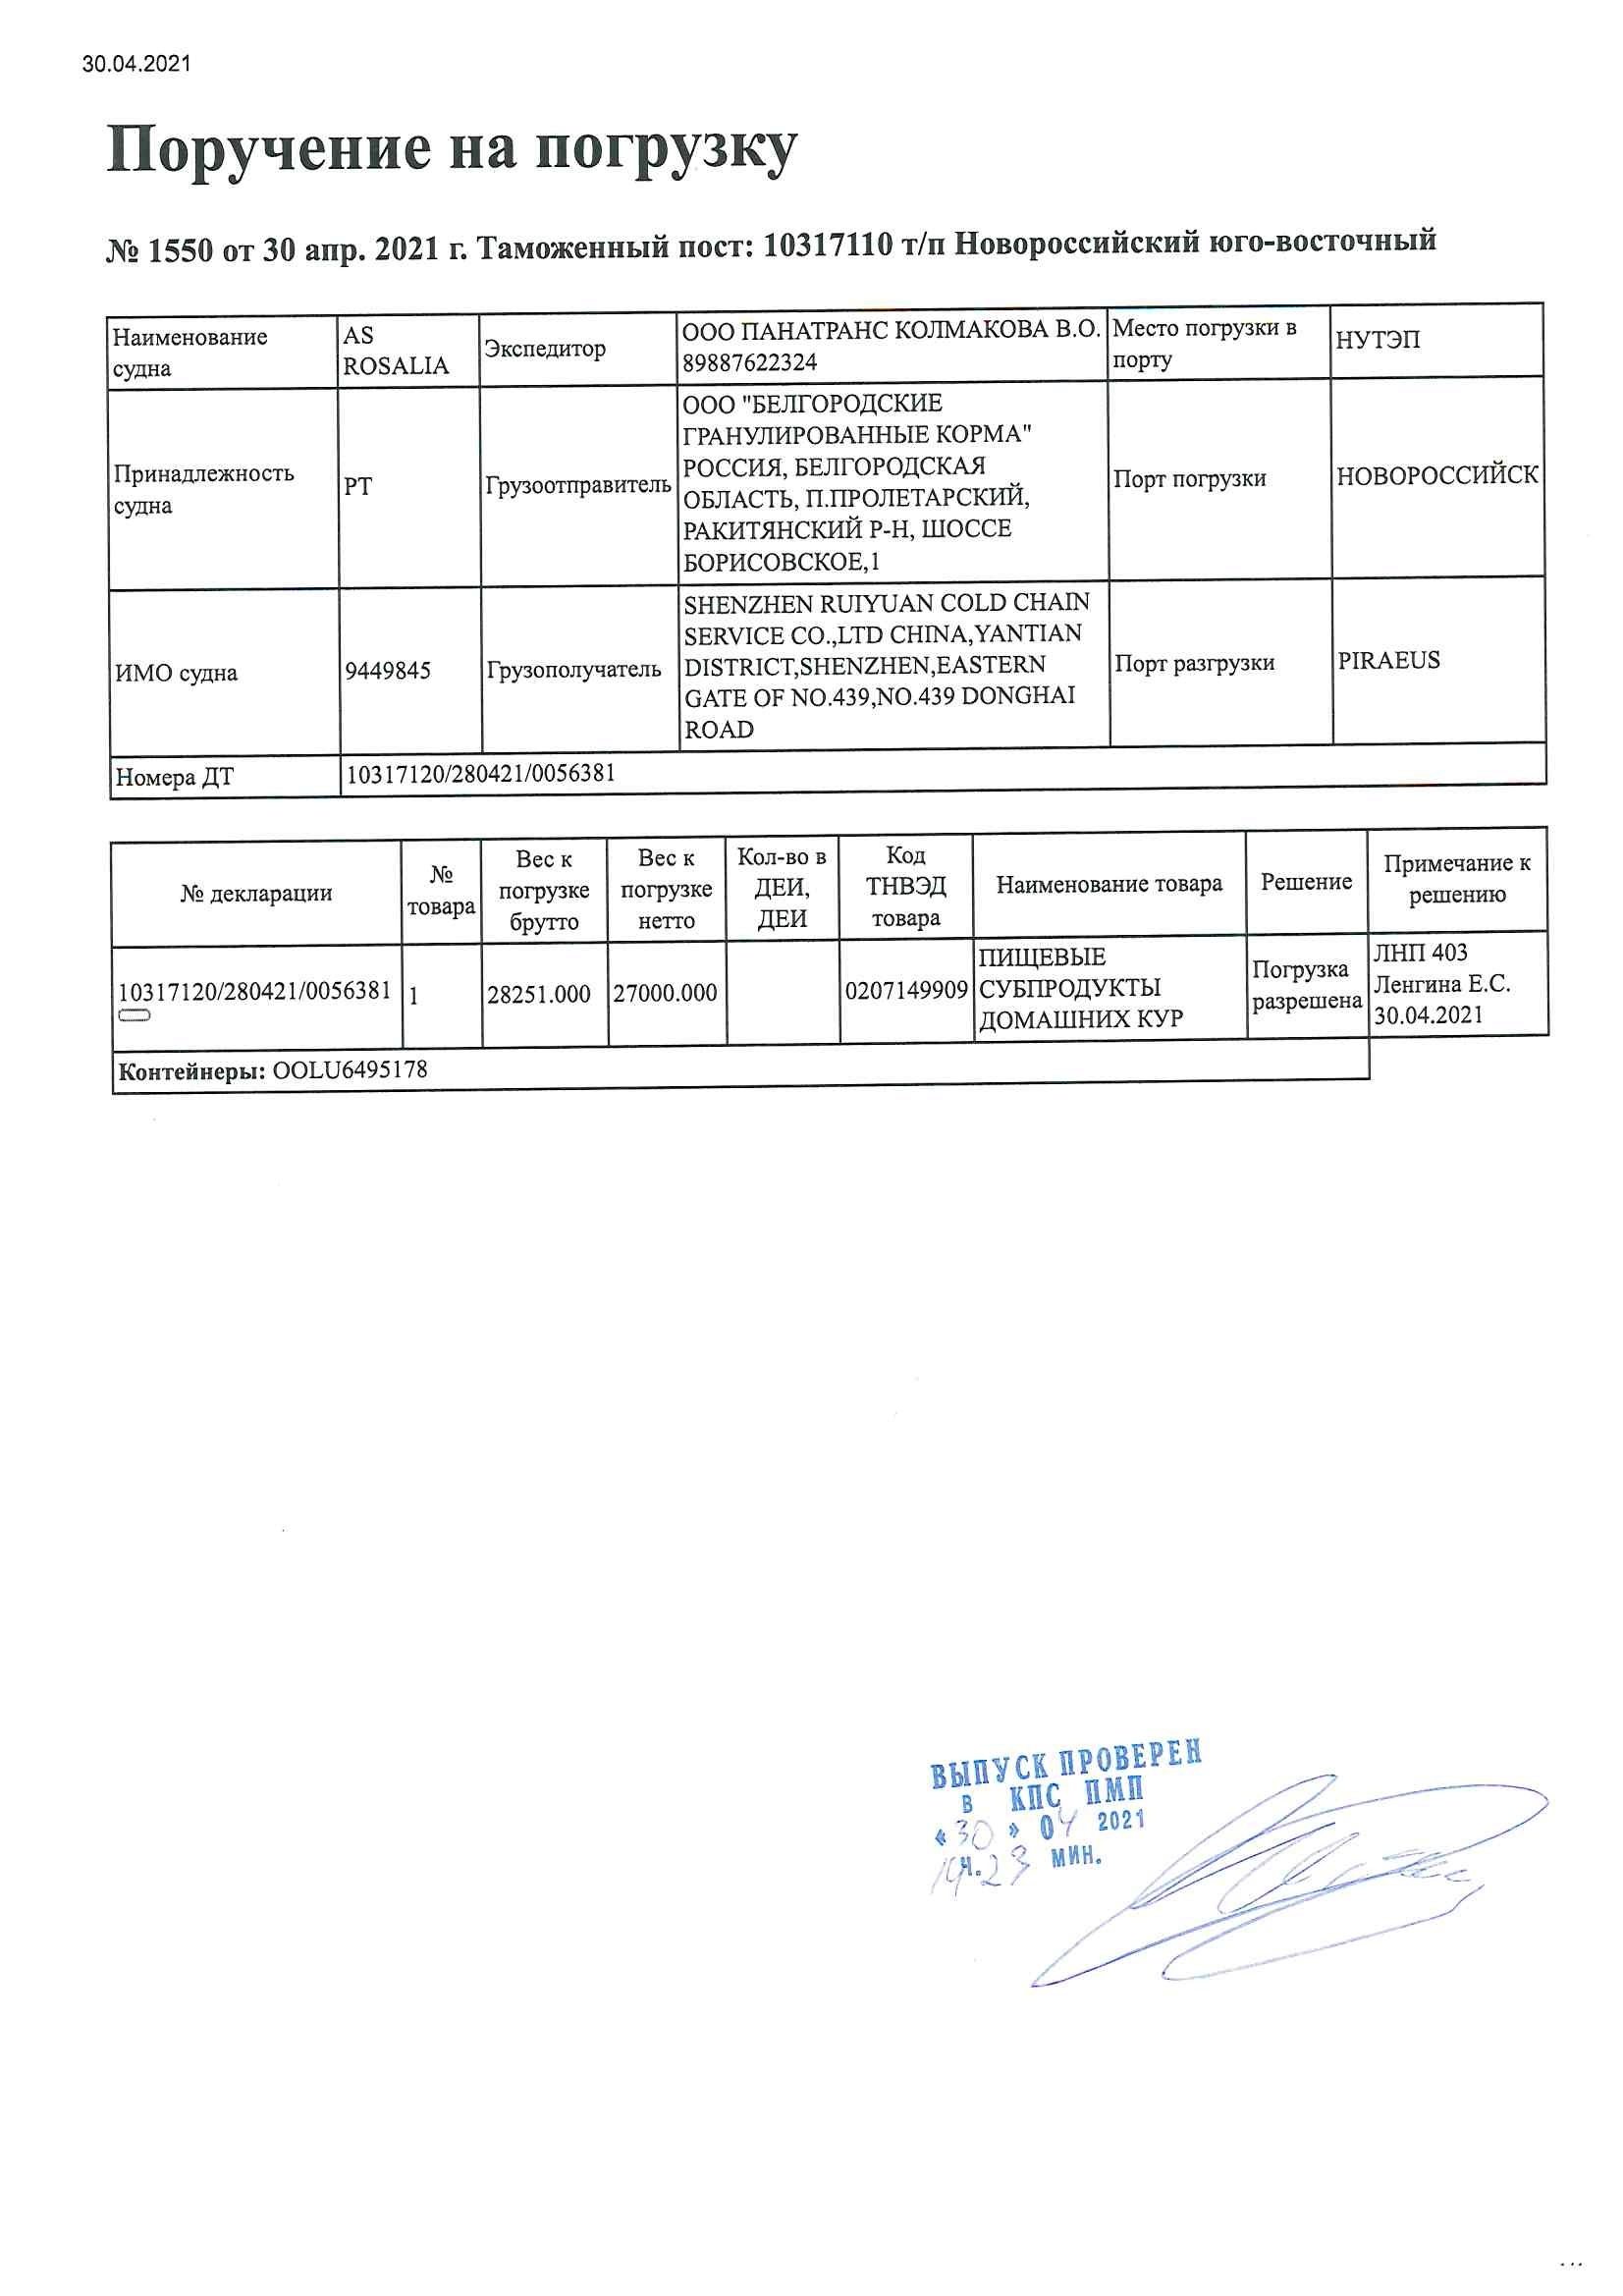 30.04.2021
Поручение на погрузку
№ 1550 от 30 апр. 2021 г. Таможенный пост: 10317110 т/п Новороссийский юго-восточный
Наименование
судна
AS
ROSALIA
Экспедитор
ООО ПАНАТРАНС КОЛМАКОВА В.О.
89887622324
Место погрузки в
порту
НУТЭП
Принадлежность
судна
PT
Грузоотправитель
ООО "БЕЛГОРОДСКИЕ
ГРАНУЛИРОВАННЫЕ КОРМА"
РОССИЯ, БЕЛГОРОДСКАЯ
ОБЛАСТЬ, П.ПРОЛЕТАРСКИЙ,
РАКИТЯНСКИЙ Р-Н, ШОССЕ
БОРИСОВСКОЕ,1
Порт погрузки
НОВОРОССИЙСК
ИМО судна
9449845
Грузополучатель
SHENZHEN RUIYUAN COLD CHAIN
SERVICE CO.,LTD CHINA,YANTIAN
DISTRICT,SHENZHEN,EASTERN
GATE OF NO.439,NO.439 DONGHAI
ROAD
Порт разгрузки
PIRAEUS
Номера ДТ
10317120/280421/0056381
№ декларации
№
товара
Вес к
погрузке
брутто
Вес к
погрузке
нетто
Кол-во в
ДЕИ,
ДЕИ
Код
ТНВЭД
товара
Наименование товара
Решение
Примечание к
решению
10317120/280421/0056381
1
28251.000
27000.000
0207149909
ПИЩЕВЫЕ
СУБПРОДУКТЫ
ДОМАШНИХ КУР
Погрузка
разрешена
ЛНП 403
Ленгина Е.С.
30.04.2021
Контейнеры: OOLU6495178
ВЫПУСК ПРОВЕРЕН
В КПС ПМП
«30» 04 2021
ч. 23 МИН.